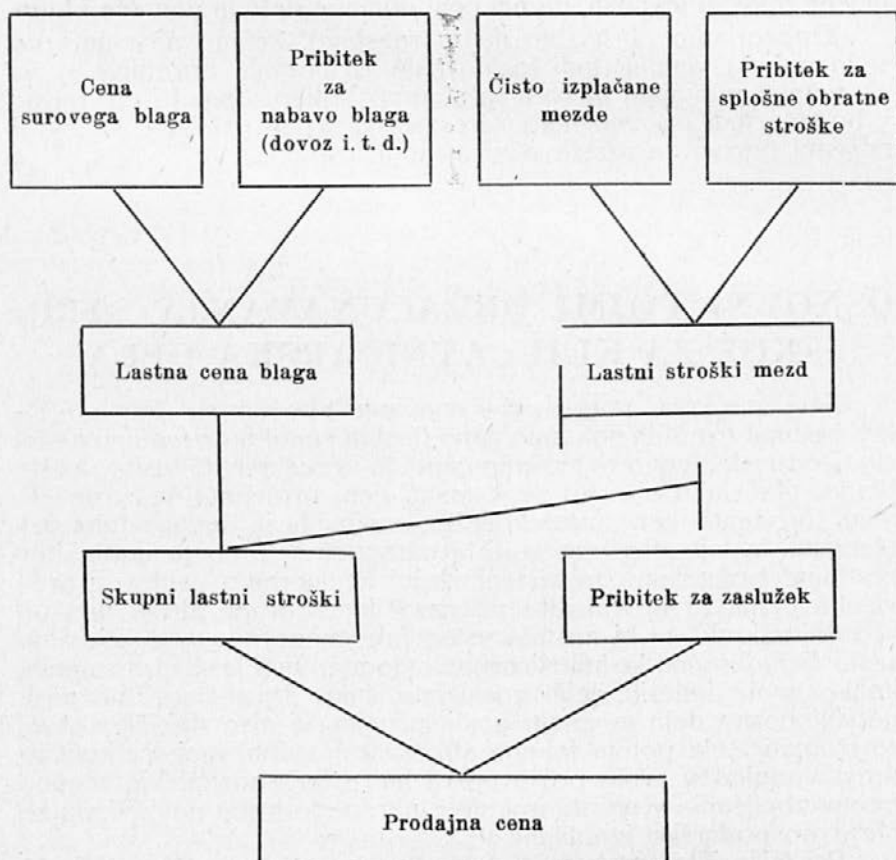 Cena
surovega blaga
Pribitek
za
nabavo blaga
(dovoz i. t. d.)
Čisto izplačane
mezde
Pribitek za
splošne obratne
stroške
Lastna cena blaga
Lastni stroški mezd
Skupni lastni stroški
Pribitek za zaslužek
Prodajna cena